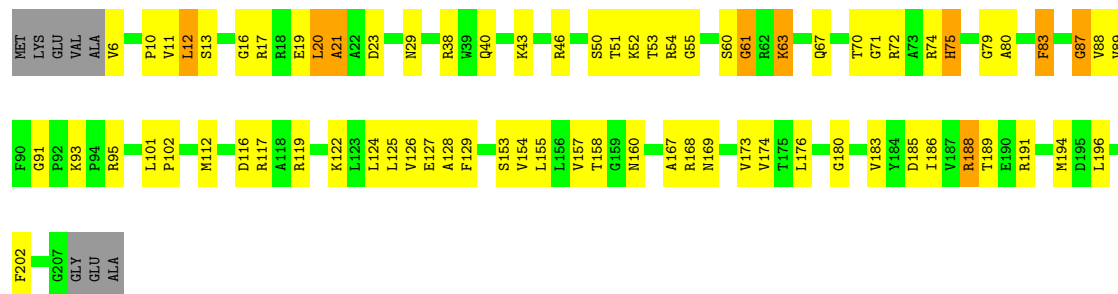 MET LYS GLU VAL ALA V6 P10 V11 L12 S13 G16 R17 R18 E19 L20 A21 A22 D23 N29 R38 W39 Q40 K43 R46 S50 T51 K52 T53 R54 G55 S60 G61 R62 K63 Q67 T70 G71 R72 A73 R74 H75 G79 A80 F83 G87 V88 V89
F90 G91 P92 K93 P94 R95 L101 P102 M112 D116 R117 A118 R119 K122 L123 L124 L125 V126 E127 A128 F129 S153 V154 L155 L156 V157 T158 G159 N160 A167 R168 N169 V173 V174 T175 L176 G180 V183 Y184 D185 I186 V187 R188 T189 E190 R191 M194 D195 L196
F202 G207 GLY GLU ALA